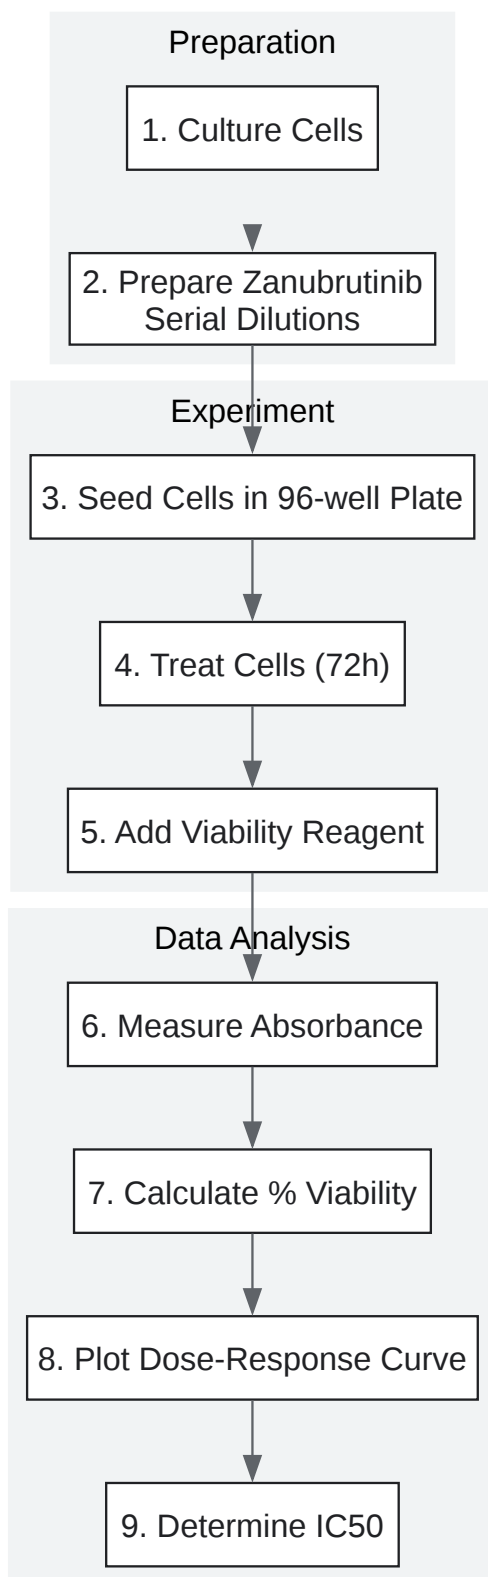 Preparation
1. Culture Cells
2. Prepare Zanubrutinib
Serial Dilutions
Experiment
3. Seed Cells in 96-well Plate
4. Treat Cells (72h)
5. Add Viability Reagent
Data Analysis
6. Measure Absorbance
7. Calculate % Viability
8. Plot Dose-Response Curve
9. Determine IC50